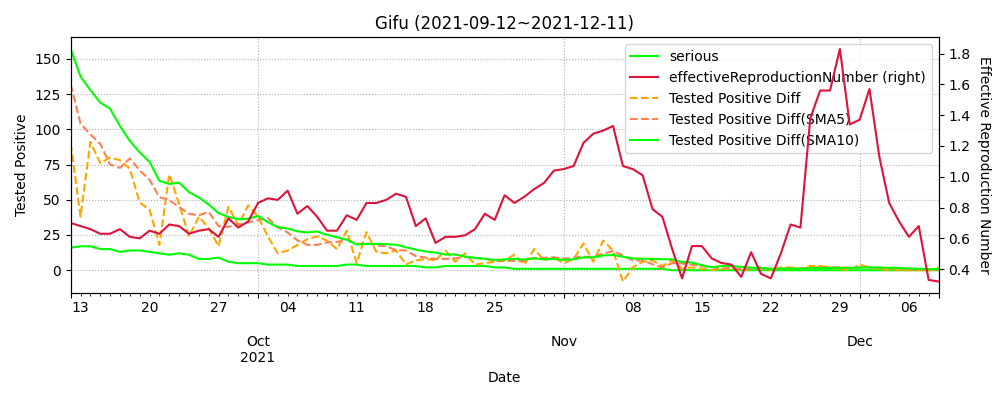 Gifu (2021-09-12~2021-12-11)
serious
effectiveReproductionNumber (right)
Tested Positive Diff
Tested Positive Diff(SMA5)
Tested Positive Diff(SMA10)
Tested Positive
150
125
100
75
50
25
0
Effective Reproduction Number
1.8
1.6
1.4
1.2
1.0
0.8
0.6
0.4
13 20 27 04 11 18 25 08 15 22 29 06
Oct Nov Dec
2021
Date